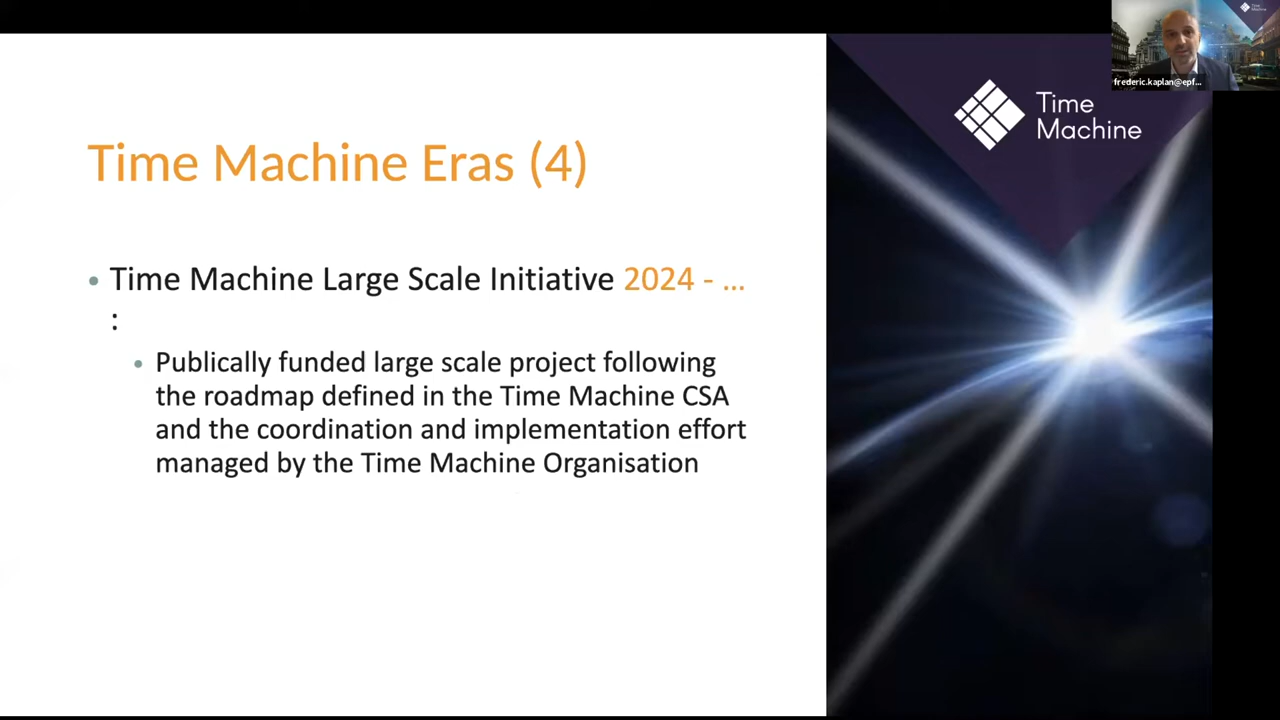 Time Machine Eras (4)
• Time Machine Large Scale Initiative 2024 - ...
:
• Publically funded large scale project following
the roadmap defined in the Time Machine CSA
and the coordination and implementation effort
managed by the Time Machine Organisation
Time
Machine
Time
Machine
frederic.kaplan@epf...